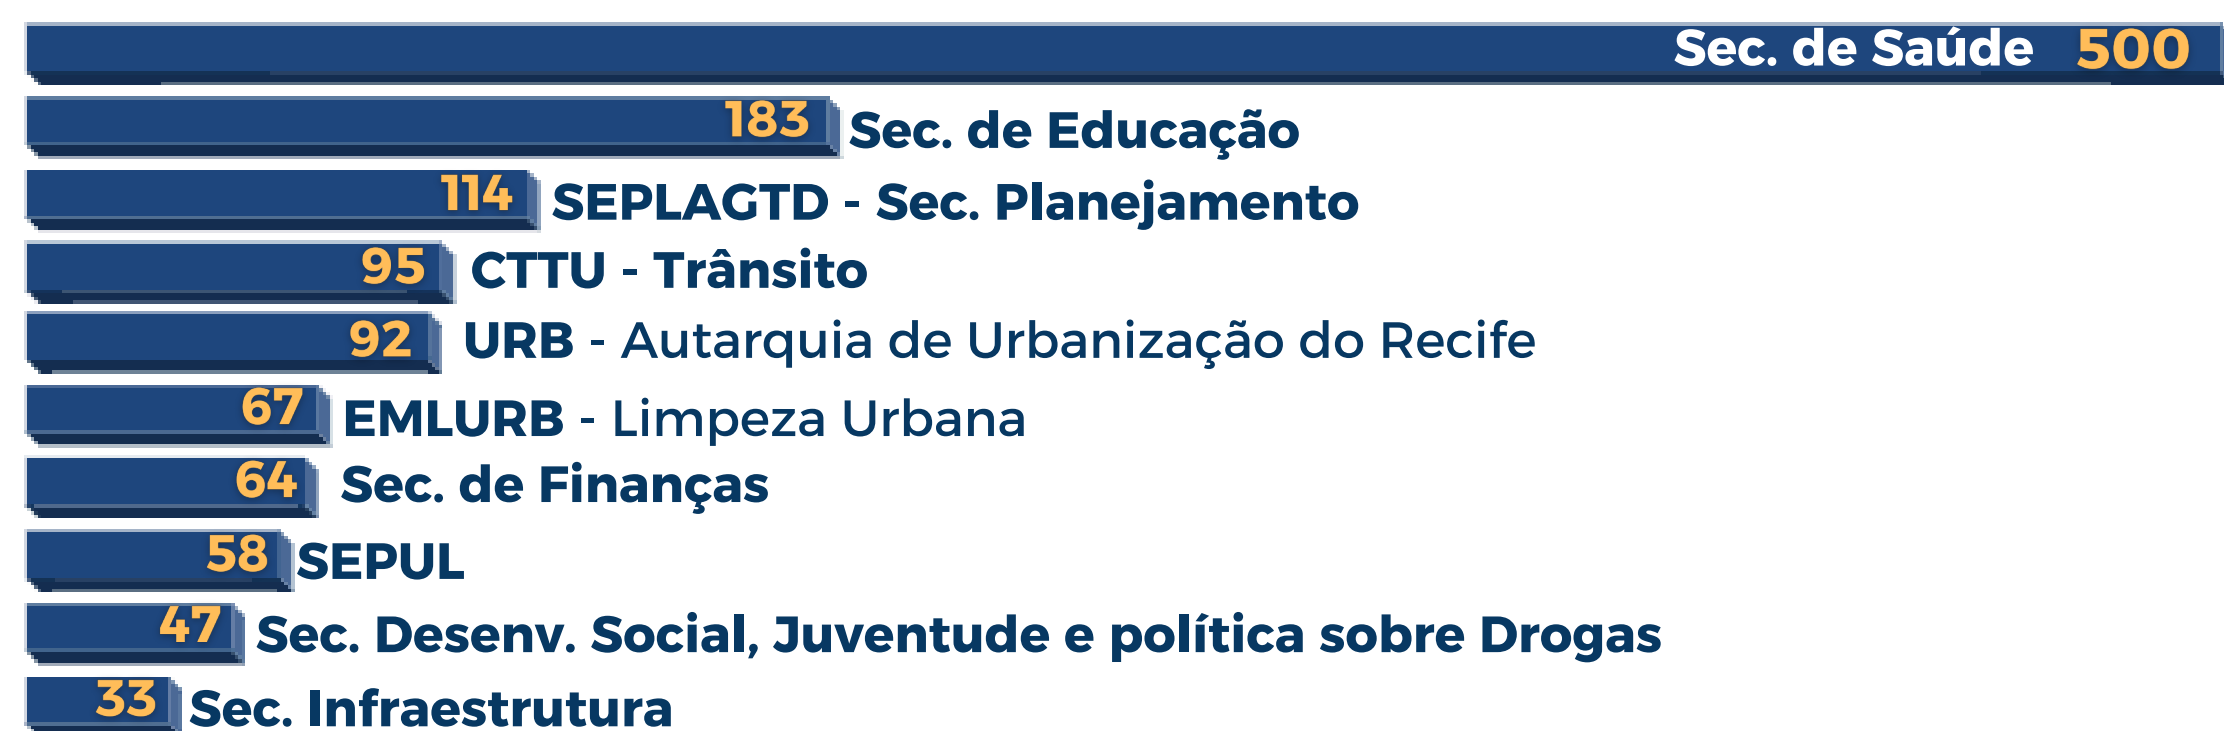 Sec. de Saúde 500
183 Sec. de Educação
114 SEPLAGTD - Sec. Planejamento
95 CTTU - Trânsito
92 URB - Autarquia de Urbanização do Recife
67 EMLURB - Limpeza Urbana
64 Sec. de Finanças
58 SEPUL
47 Sec. Desenv. Social, Juventude e política sobre Drogas
33 Sec. Infraestrutura